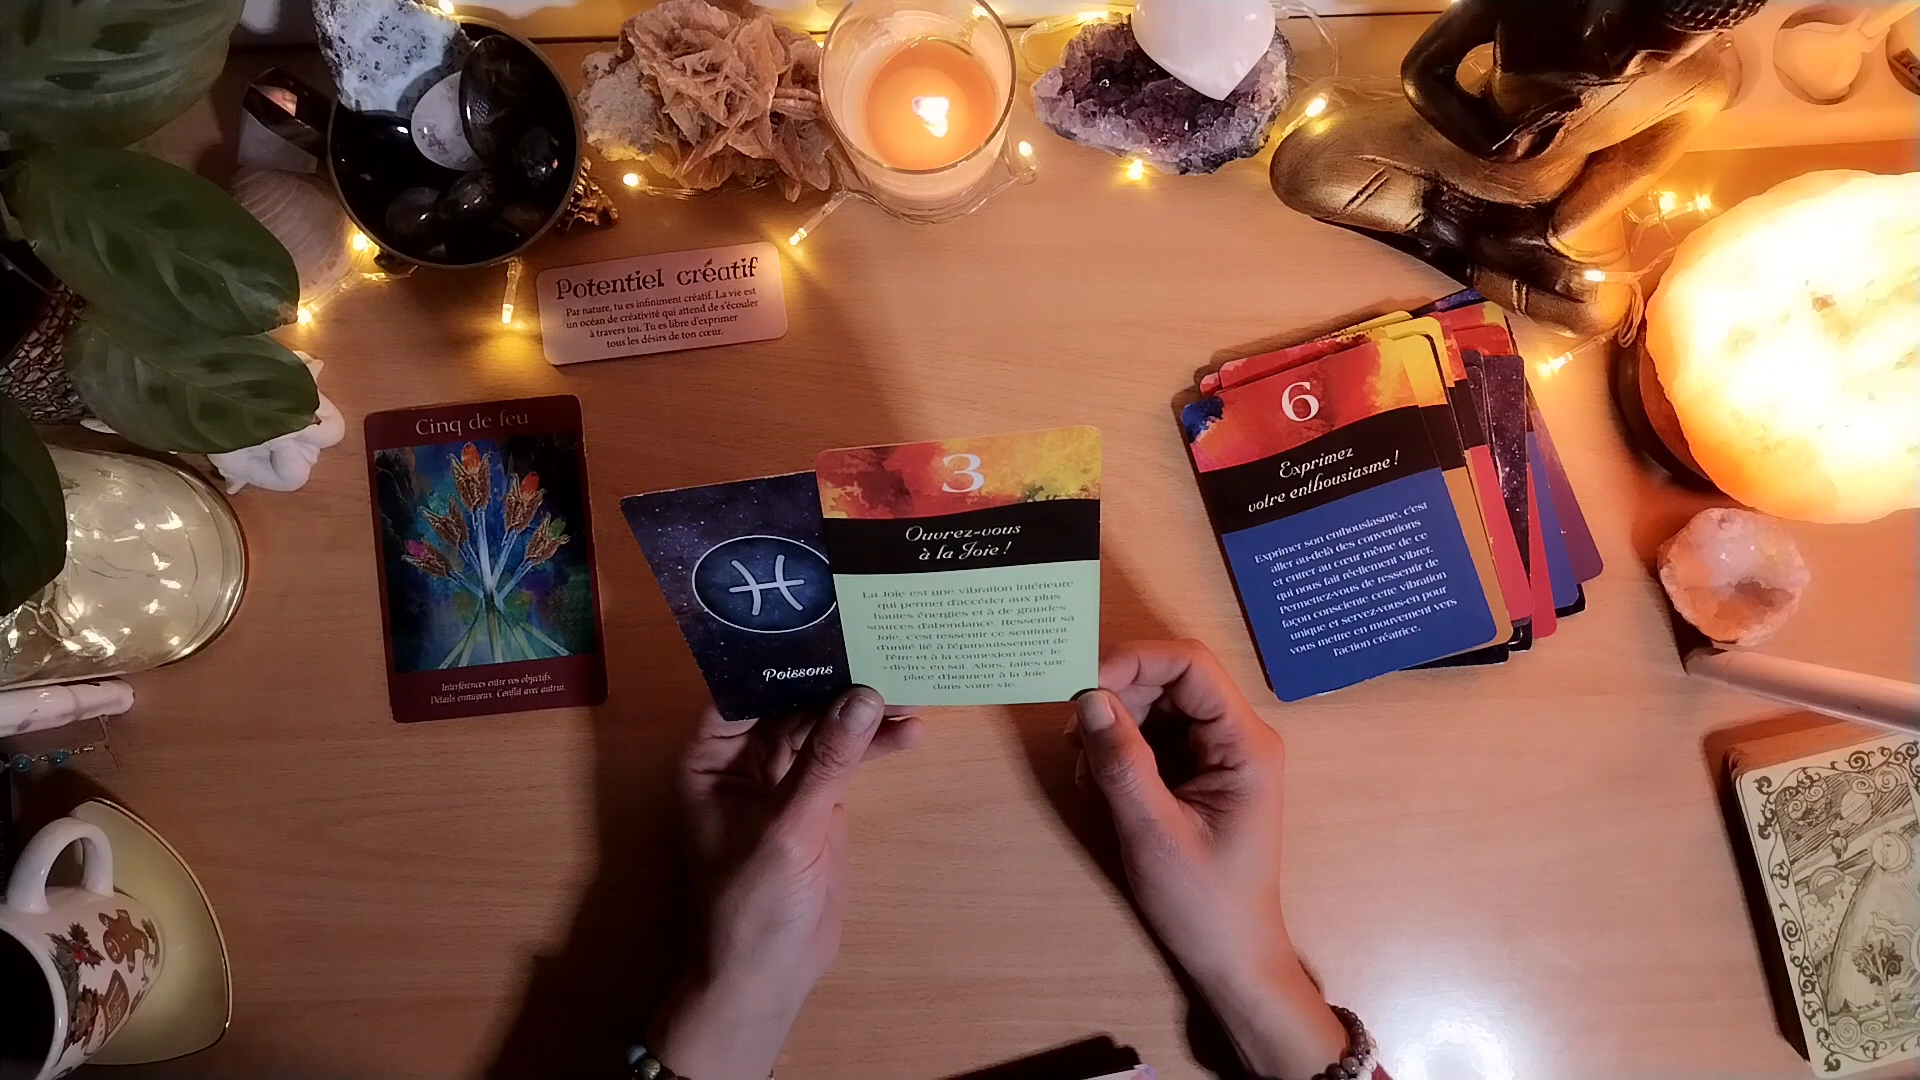 Potentiel créatif
Par nature, tu es infiniment créatif. La vie est
un océan de créativité qui attend de s'écouler
à travers toi. Tu es libre d'exprimer
tous les désirs de ton cœur.
Cinq de feu
Interférences entre vos objectifs.
Détails ennuyeux. Conflit avec autrui.
Poissons
3
Ouvrez-vous
à la Joie !
La Joie est une vibration intérieure
qui permet d'accéder aux plus
hautes énergies et à de grandes
sources d'abondance. Ressentir sa
Joie, c'est ressentir ce sentiment
d'unité lié à l'épanouissement de
l'être et à la connexion avec le
« divin » en soi. Alors, faites une
place d'honneur à la Joie
dans votre vie.
6
Exprimez
votre enthousiasme !
Exprimer son enthousiasme, c'est
aller au-delà des conventions
et entrer au cœur même de ce
qui nous fait réellement vibrer.
Permettez-vous de ressentir de
façon consciente cette vibration
unique et servez-vous-en pour
vous mettre en mouvement vers
l'action créatrice.